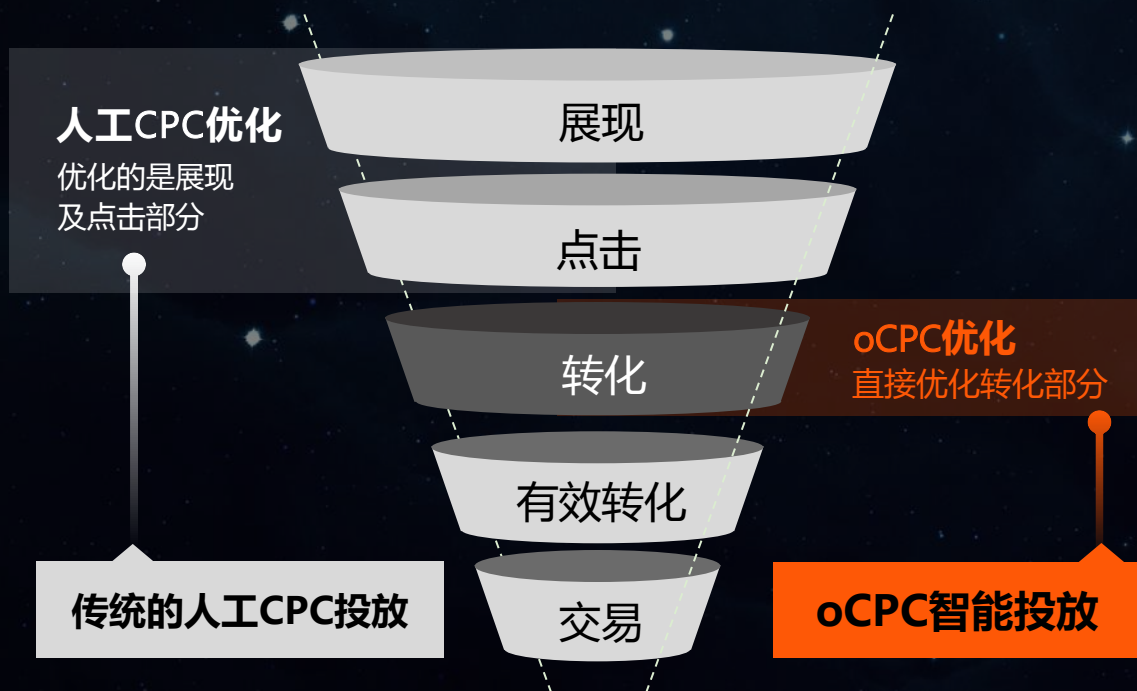 人工CPC优化
优化的是展现
及点击部分
展现
点击
转化
oCPC优化
直接优化转化部分
有效转化
交易
传统的人工CPC投放
oCPC智能投放